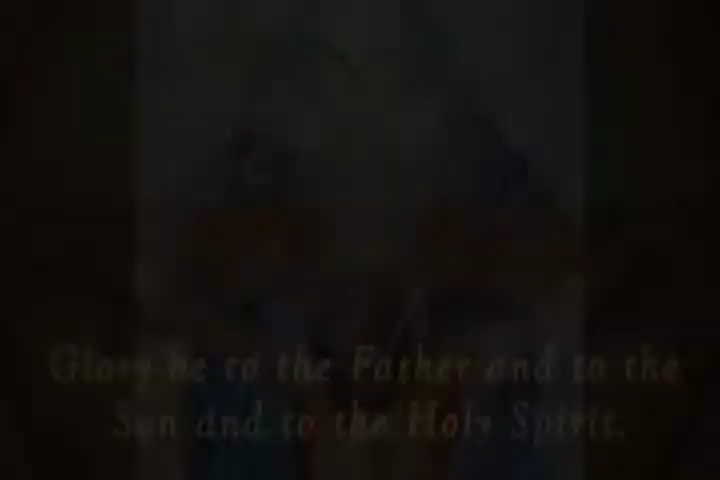 Glory be to the Father and to the
Son and to the Holy Spirit.